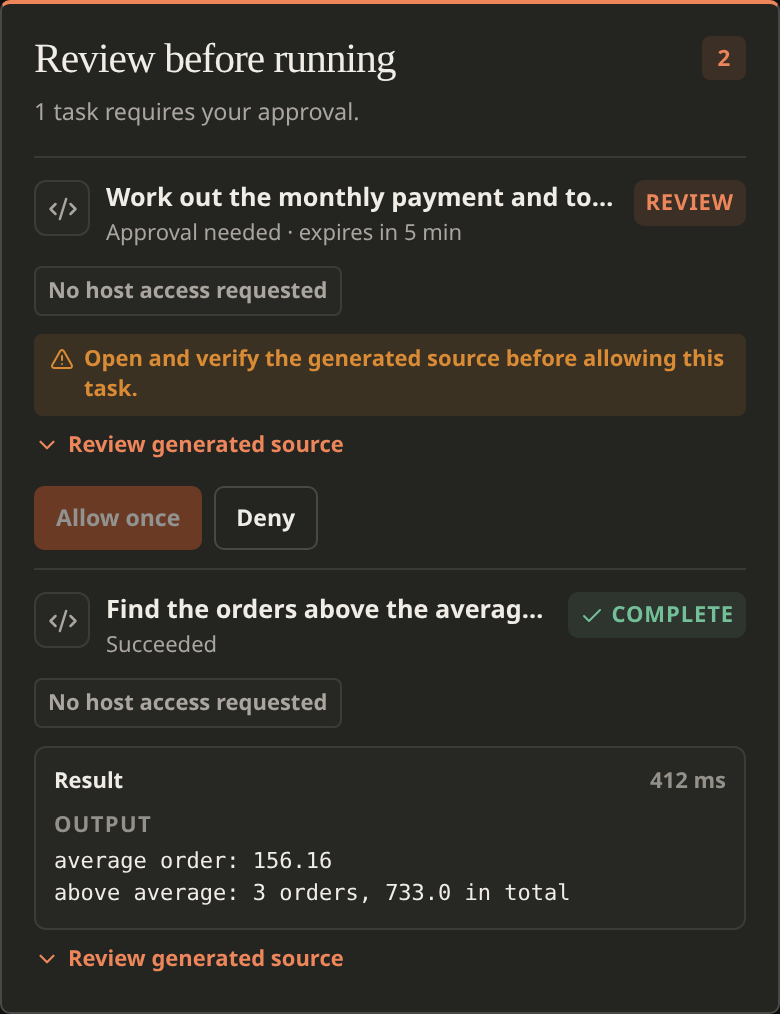 Review before running
2
1 task requires your approval.
Work out the monthly payment and to...
REVIEW
Approval needed · expires in 5 min
No host access requested
Open and verify the generated source before allowing this
task.
Review generated source
Allow once
Deny
Find the orders above the averag...
COMPLETE
Succeeded
No host access requested
Result
412 ms
OUTPUT
average order: 156.16
above average: 3 orders, 733.0 in total
Review generated source